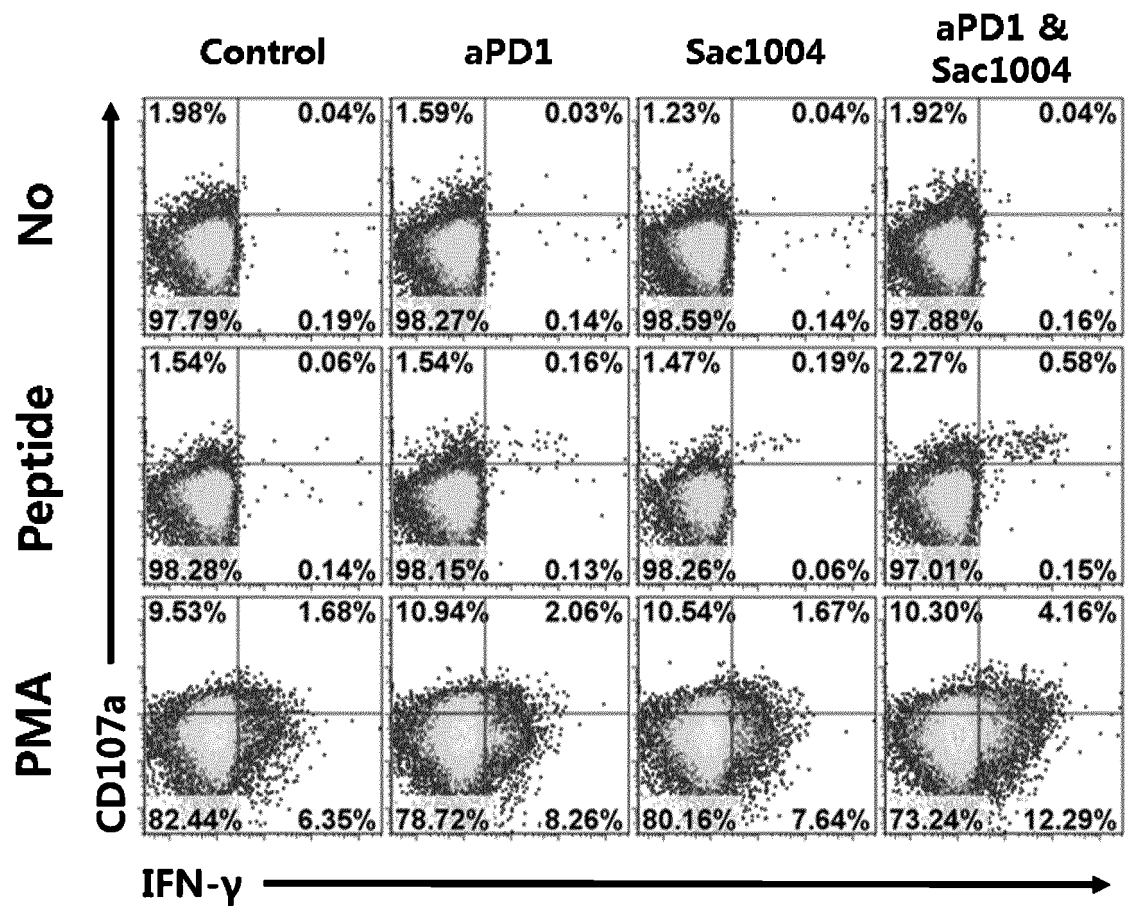 Control
aPD1
Sac1004
aPD1 &
Sac1004
No
1.98% 0.04%
97.79% 0.19%
1.59% 0.03%
98.27% 0.14%
1.23% 0.04%
98.59% 0.14%
1.92% 0.04%
97.88% 0.16%
Peptide
1.54% 0.06%
98.28% 0.14%
1.54% 0.16%
98.15% 0.13%
1.47% 0.19%
98.26% 0.06%
2.27% 0.58%
97.01% 0.15%
PMA
9.53% 1.68%
82.44% 6.35%
10.94% 2.06%
78.72% 8.26%
10.54% 1.67%
80.16% 7.64%
10.30% 4.16%
73.24% 12.29%
CD107a
IFN-γ